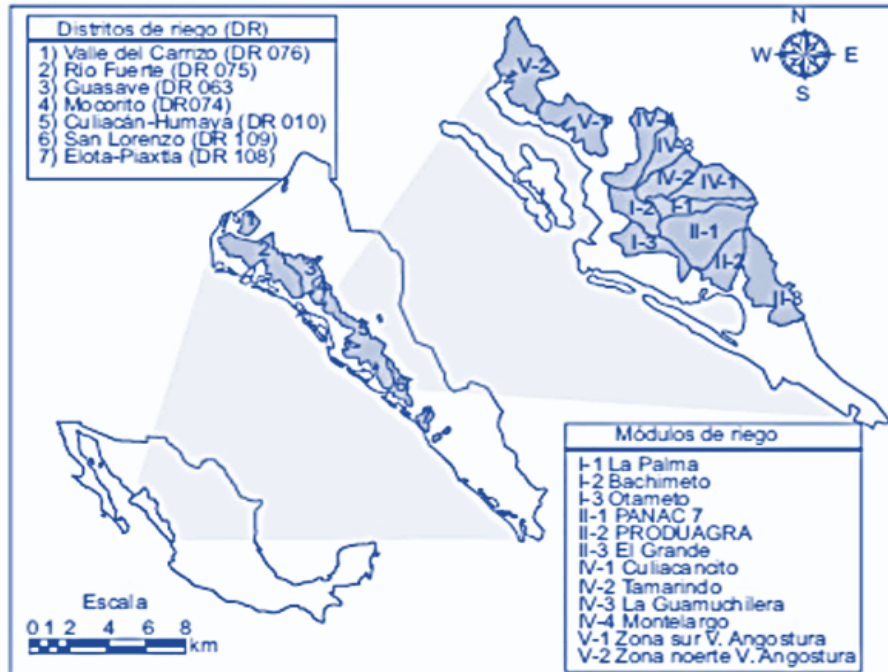 Distritos de riego (DR)
1) Valle del Carrizo (DR 076)
2) Río Fuerte (DR 075)
3) Guasave (DR 063
4) Mocorito (DR074)
5) Culiacán-Humaya (DR 010)
6) San Lorenzo (DR 109)
7) Elota-Piaxtla (DR 108)
N
W
E
S
V-2
V-1
IV-4
IV-3
IV-2
IV-1
I-2
I-1
II-1
I-3
II-2
II-3
1
2
3
5
6
Módulos de riego
I-1 La Palma
I-2 Bachimeto
I-3 Otameto
II-1 PANAC 7
II-2 PRODUAGRA
II-3 El Grande
IV-1 Culiacancito
IV-2 Tamarindo
IV-3 La Guamuchilera
IV-4 Montelargo
V-1 Zona sur V. Angostura
V-2 Zona noerte V. Angostura
Escala
0 1 2 4 6 8
km